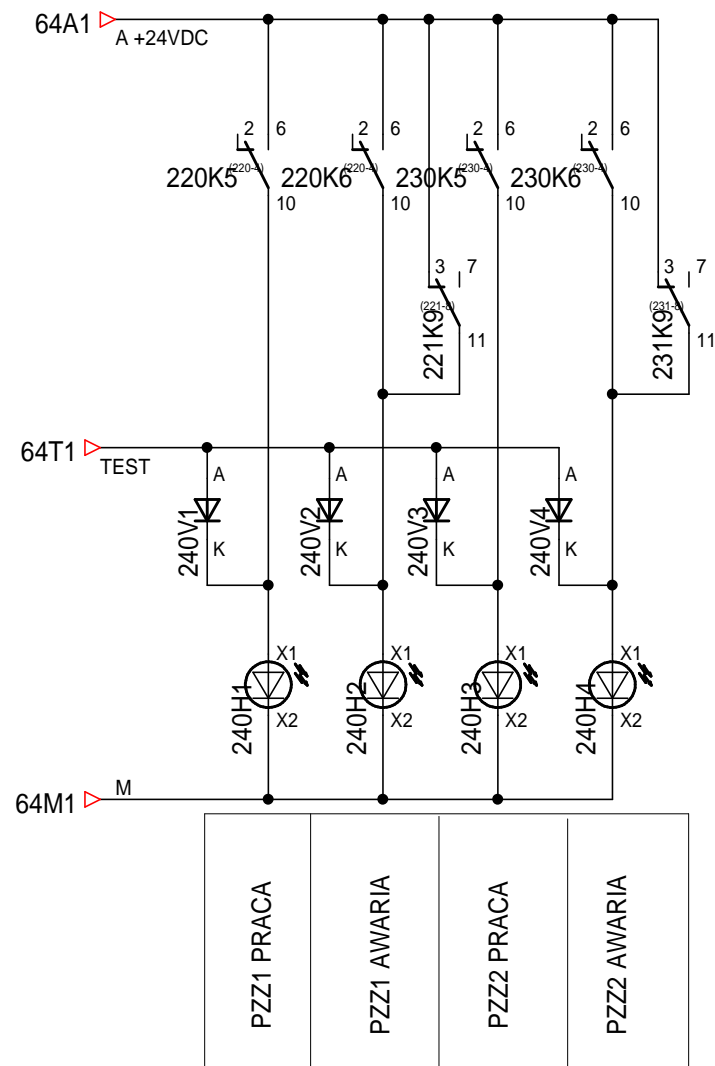 64A1
A +24VDC
2 6 2 6 2 6 2 6
220K5 (220-4) 220K6 (220-4) 230K5 (230-4) 230K6 (230-4)
10 10 10 10
3 7 3 7
221K9 (221-8) 231K9 (231-8)
11 11
64T1
TEST
A A A A
240V1 240V2 240V3 240V4
K K K K
X1 X1 X1 X1
240H1 240H2 240H3 240H4
X2 X2 X2 X2
64M1
M
PZZ1 PRACA
PZZ1 AWARIA
PZZ2 PRACA
PZZ2 AWARIA